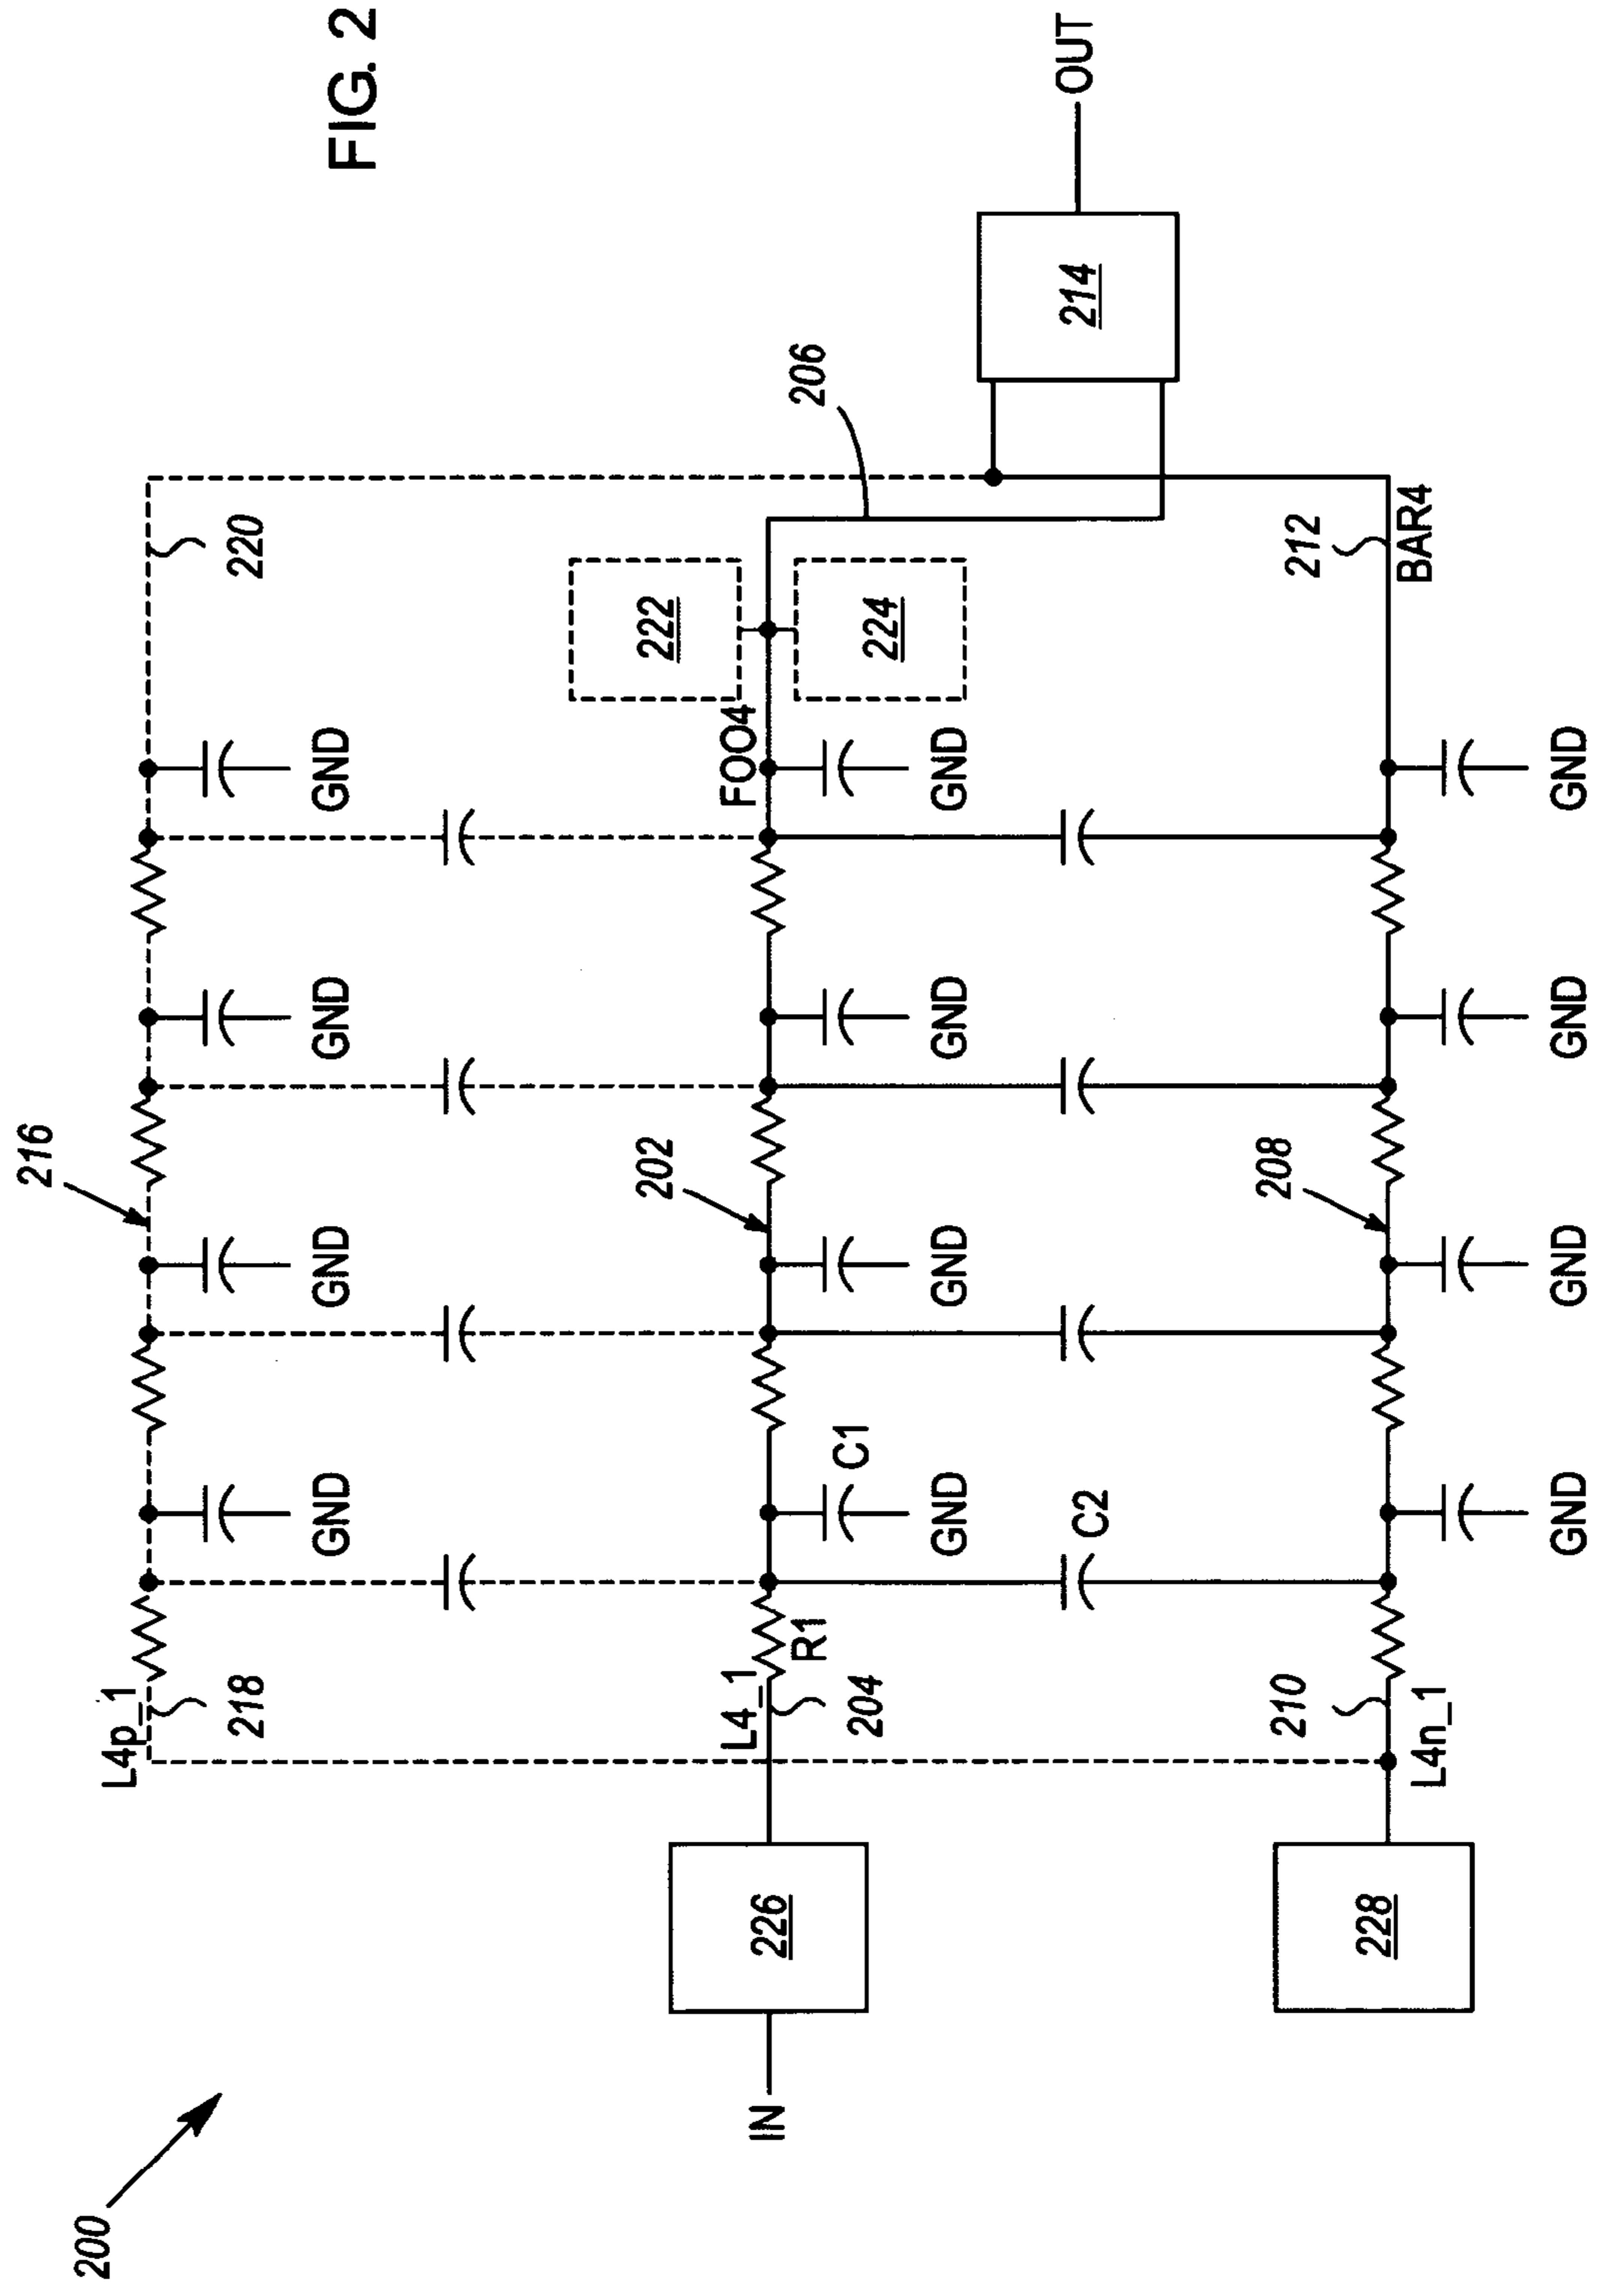 FIG. 2
200
216
L4p_1
218
220
GND
GND
GND
GND
222
206
202
FOO4
IN
226
L4_1
204
R1
C1
224
GND
GND
GND
GND
C2
214
OUT
208
212
228
210
L4n_1
BAR4
GND
GND
GND
GND